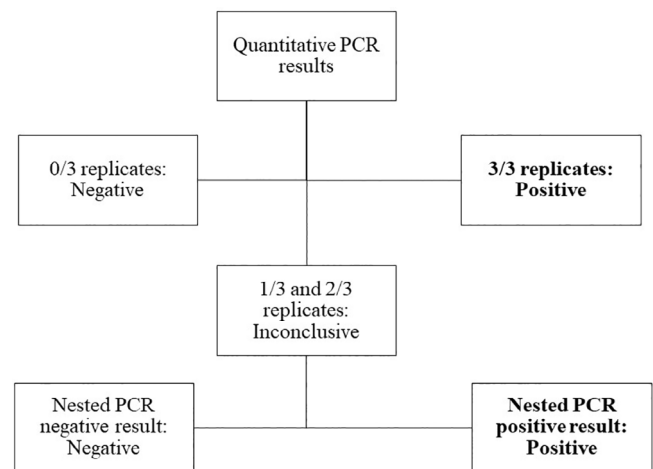 Quantitative PCR
results
0/3 replicates:
Negative
3/3 replicates:
Positive
1/3 and 2/3
replicates:
Inconclusive
Nested PCR
negative result:
Negative
Nested PCR
positive result:
Positive